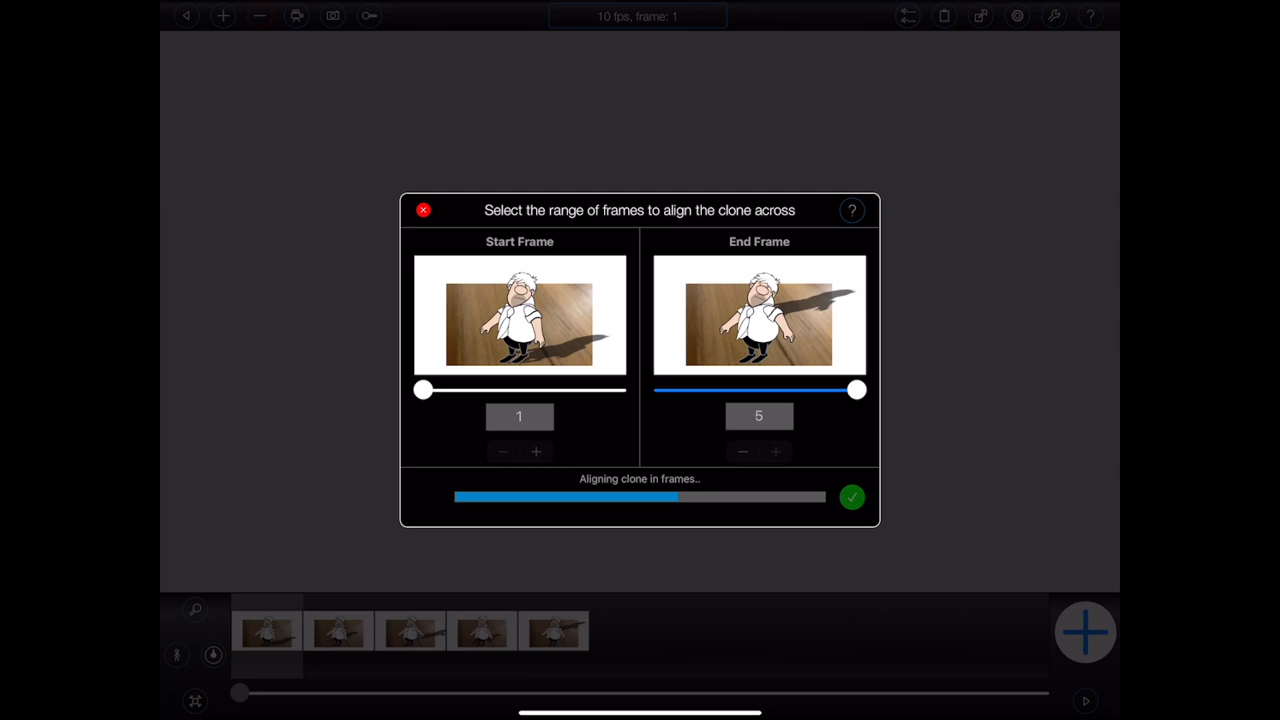 10 fps, frame: 1
?
Select the range of frames to align the clone across
?
Start Frame
End Frame
1
5
Aligning clone in frames..